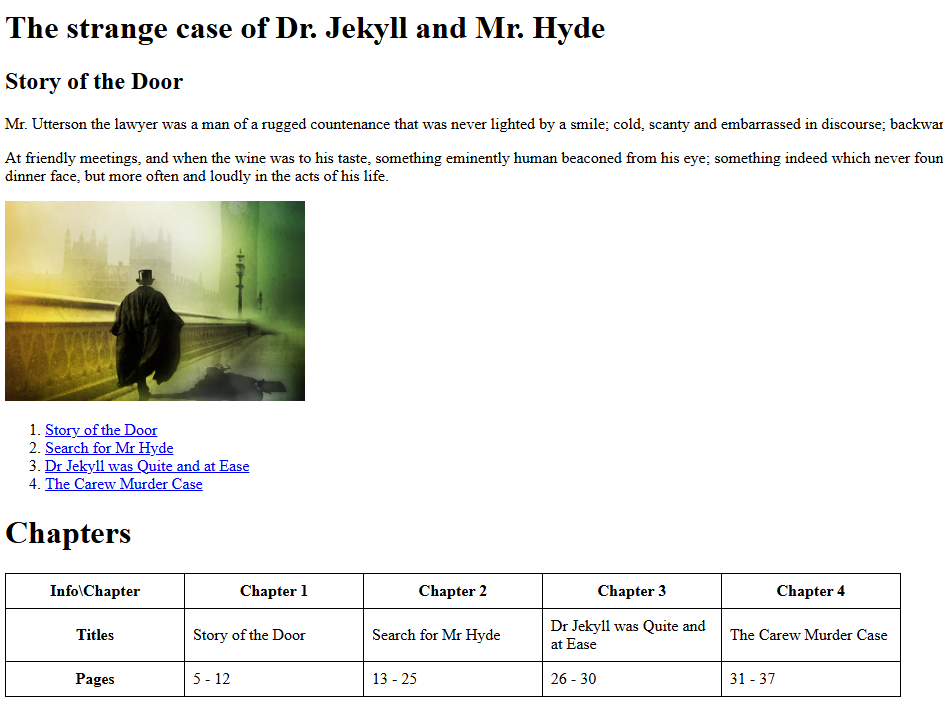 The strange case of Dr. Jekyll and Mr. Hyde
Story of the Door
Mr. Utterson the lawyer was a man of a rugged countenance that was never lighted by a smile; cold, scanty and embarrassed in discourse;
At friendly meetings, and when the wine was to his taste, something eminently human beaconed from his eye; something indeed which never
dinner face, but more often and loudly in the acts of his life.
1. Story of the Door
2. Search for Mr Hyde
3. Dr Jekyll was Quite and at Ease
4. The Carew Murder Case
Chapters
Info\Chapter Chapter 1 Chapter 2 Chapter 3 Chapter 4
Titles Story of the Door Search for Mr Hyde Dr Jekyll was Quite and at Ease The Carew Murder Case
Pages 5 - 12 13 - 25 26 - 30 31 - 37